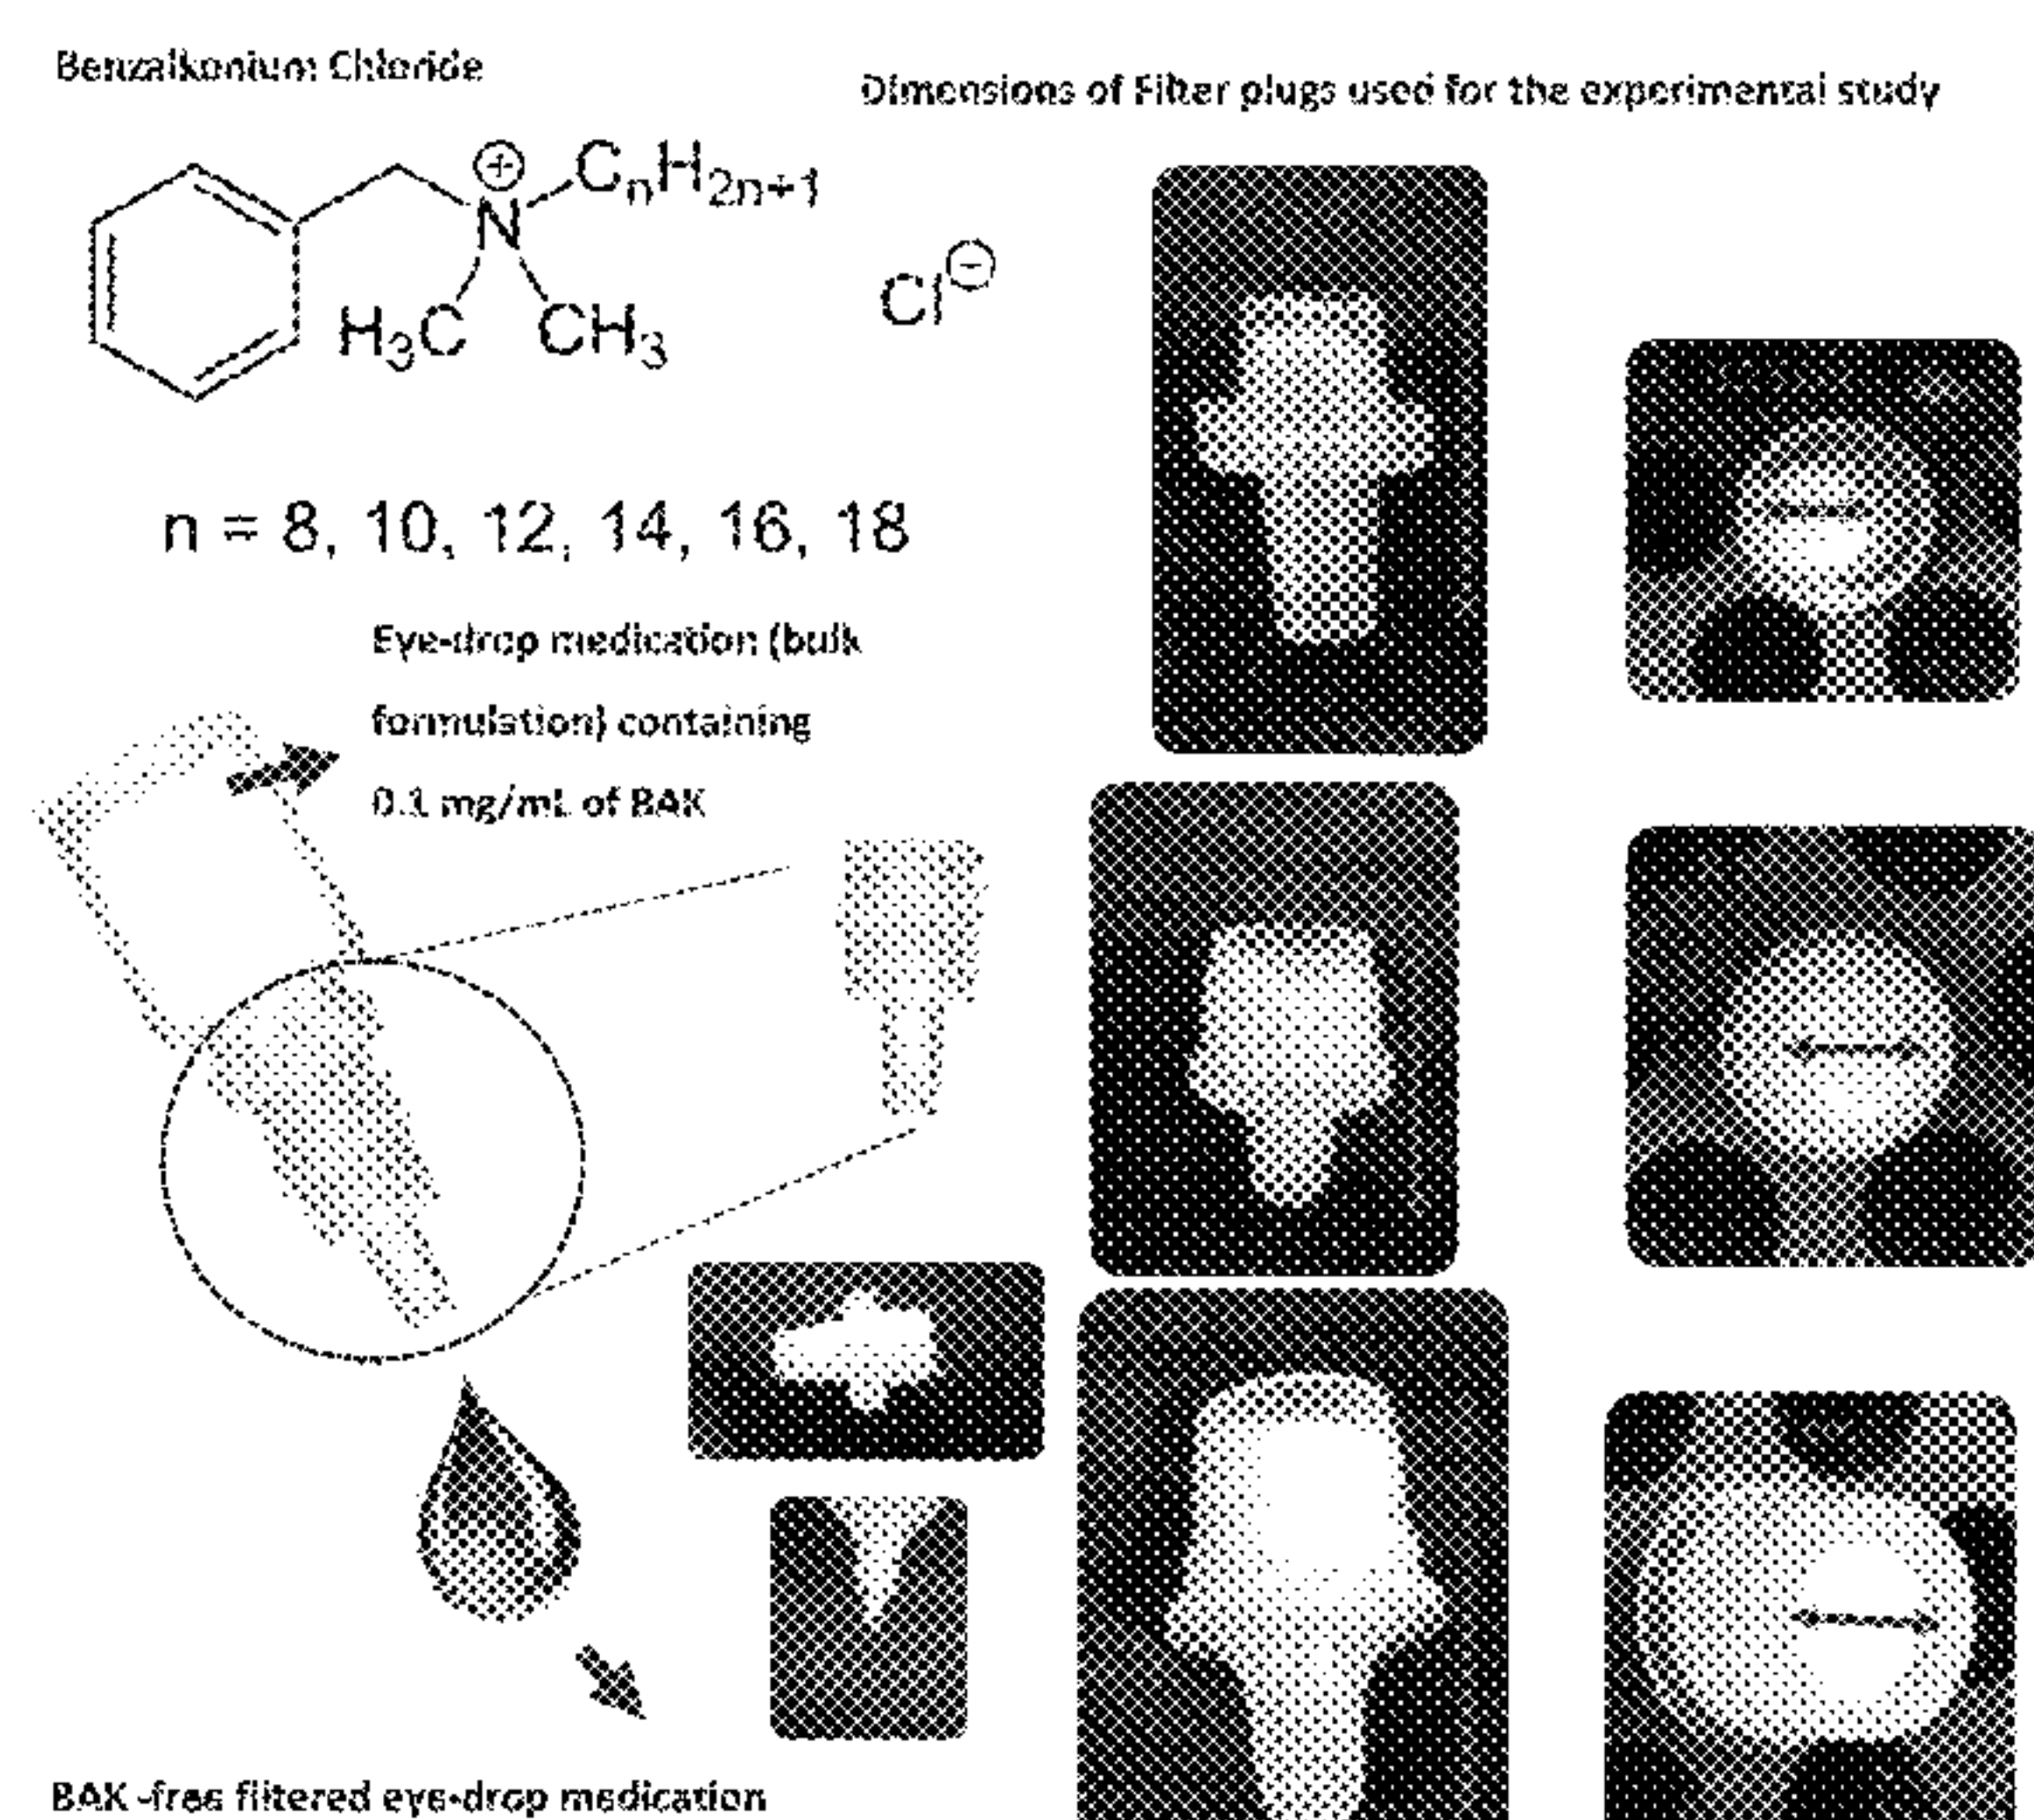 Benzalkonium Chloride
Dimensions of Filter plugs used for the experimental study
⊕
CnH2n+1
N
H3C CH3
Cl⊖
n = 8, 10, 12, 14, 16, 18
Eye-drop medication (bulk
formulation) containing
0.1 mg/mL of BAK
BAK -free filtered eye-drop medication